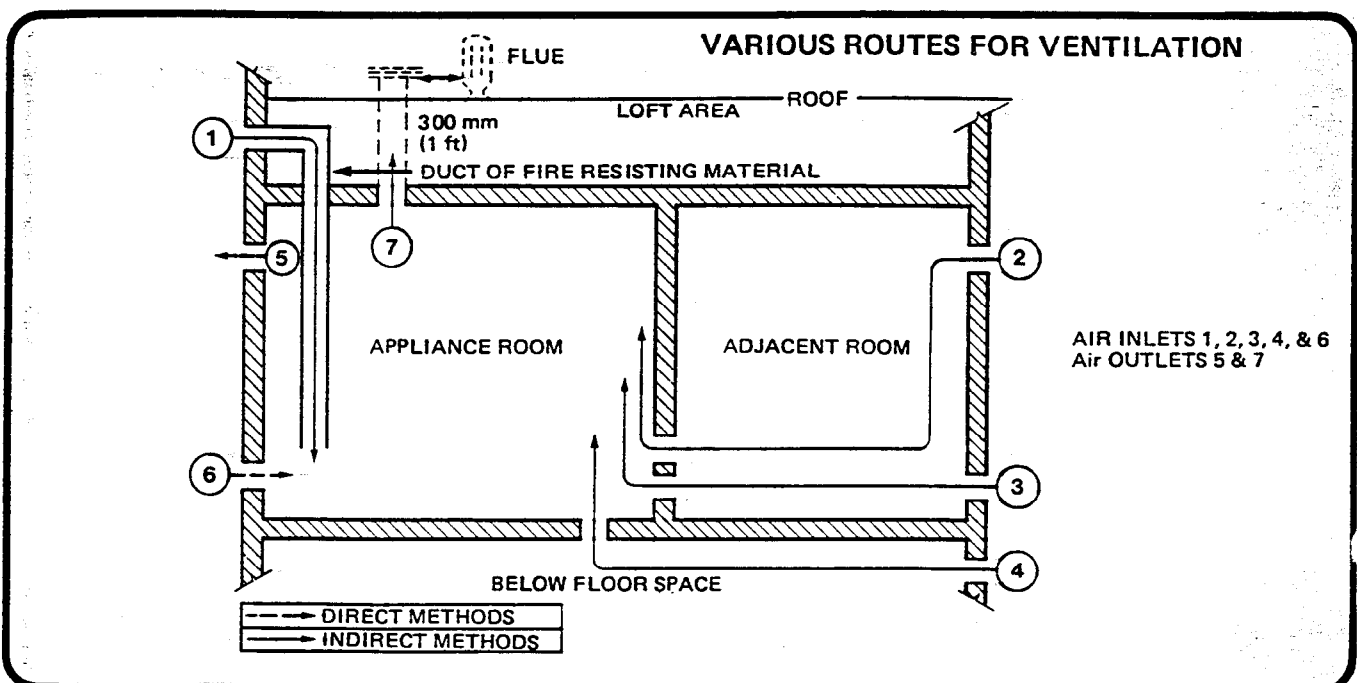 VARIOUS ROUTES FOR VENTILATION
FLUE
ROOF
LOFT AREA
300 mm
(1 ft)
1
DUCT OF FIRE RESISTING MATERIAL
7
5
2
APPLIANCE ROOM
ADJACENT ROOM
AIR INLETS 1, 2, 3, 4, & 6
Air OUTLETS 5 & 7
6
3
4
BELOW FLOOR SPACE
DIRECT METHODS
INDIRECT METHODS